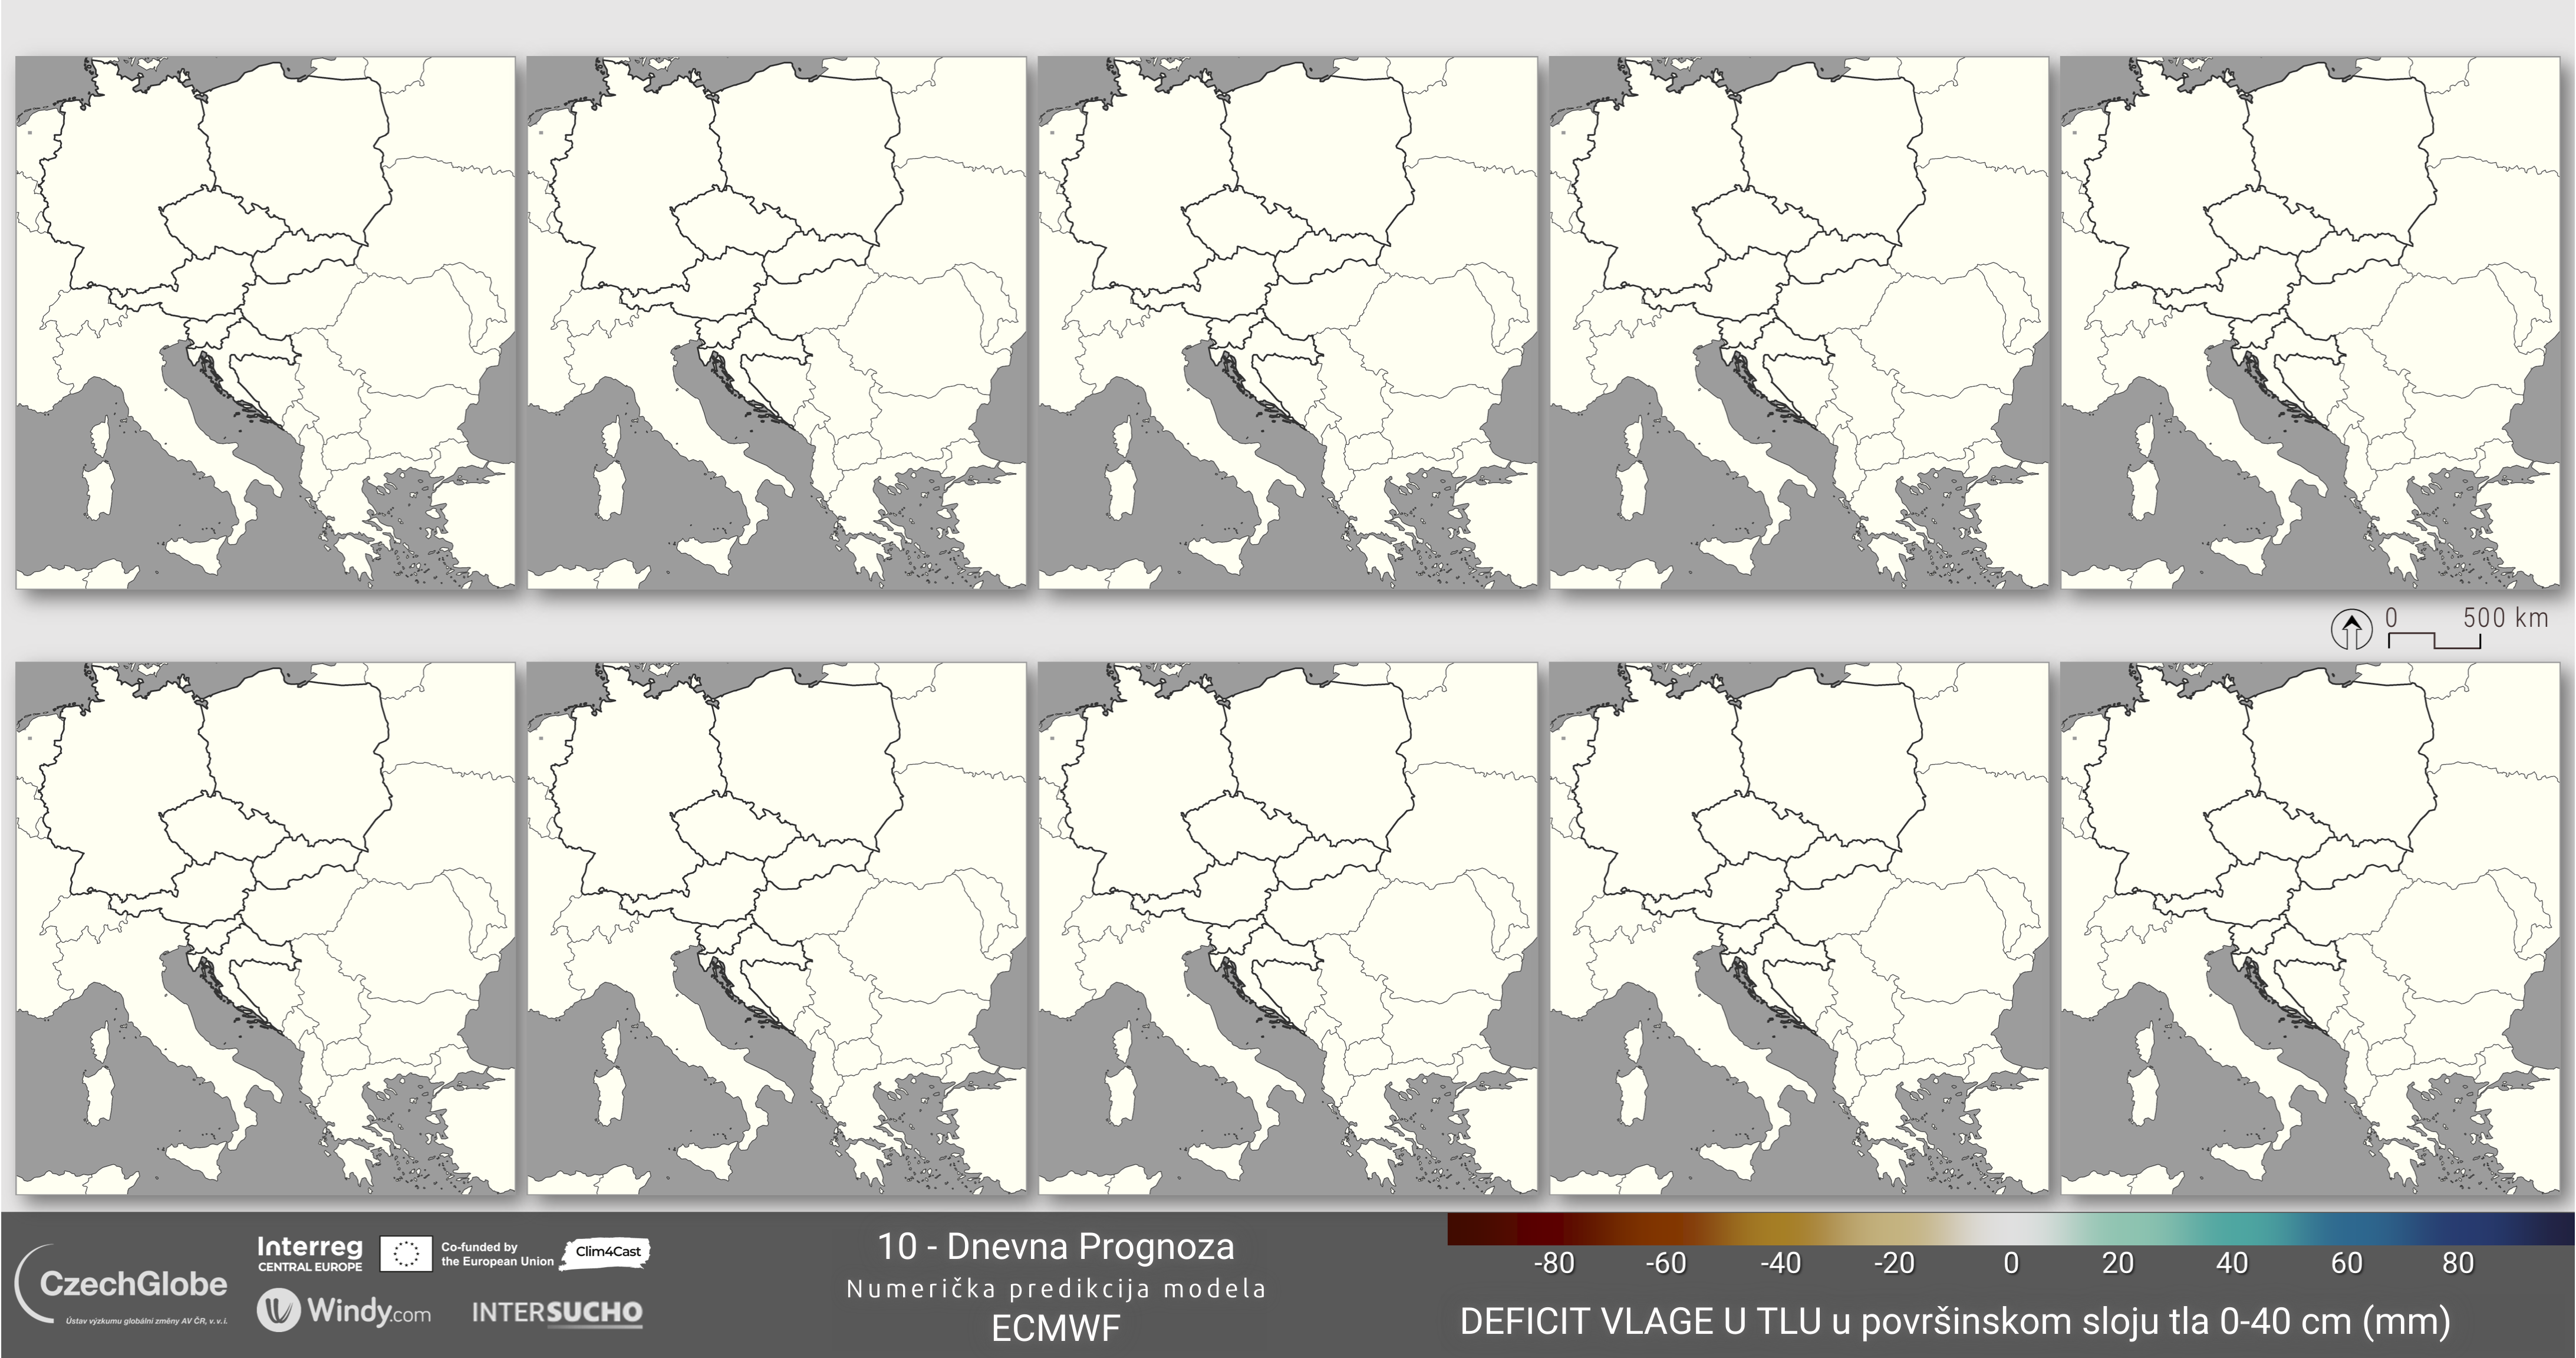 0 500 km
CzechGlobe
Ústav výzkumu globální změny AV ČR, v. v. i.
Interreg
CENTRAL EUROPE
Co-funded by
the European Union
Clim4Cast
Windy.com
INTERSUCHO
10 - Dnevna Prognoza
Numerička predikcija modela
ECMWF
-80 -60 -40 -20 0 20 40 60 80
DEFICIT VLAGE U TLU u površinskom sloju tla 0-40 cm (mm)